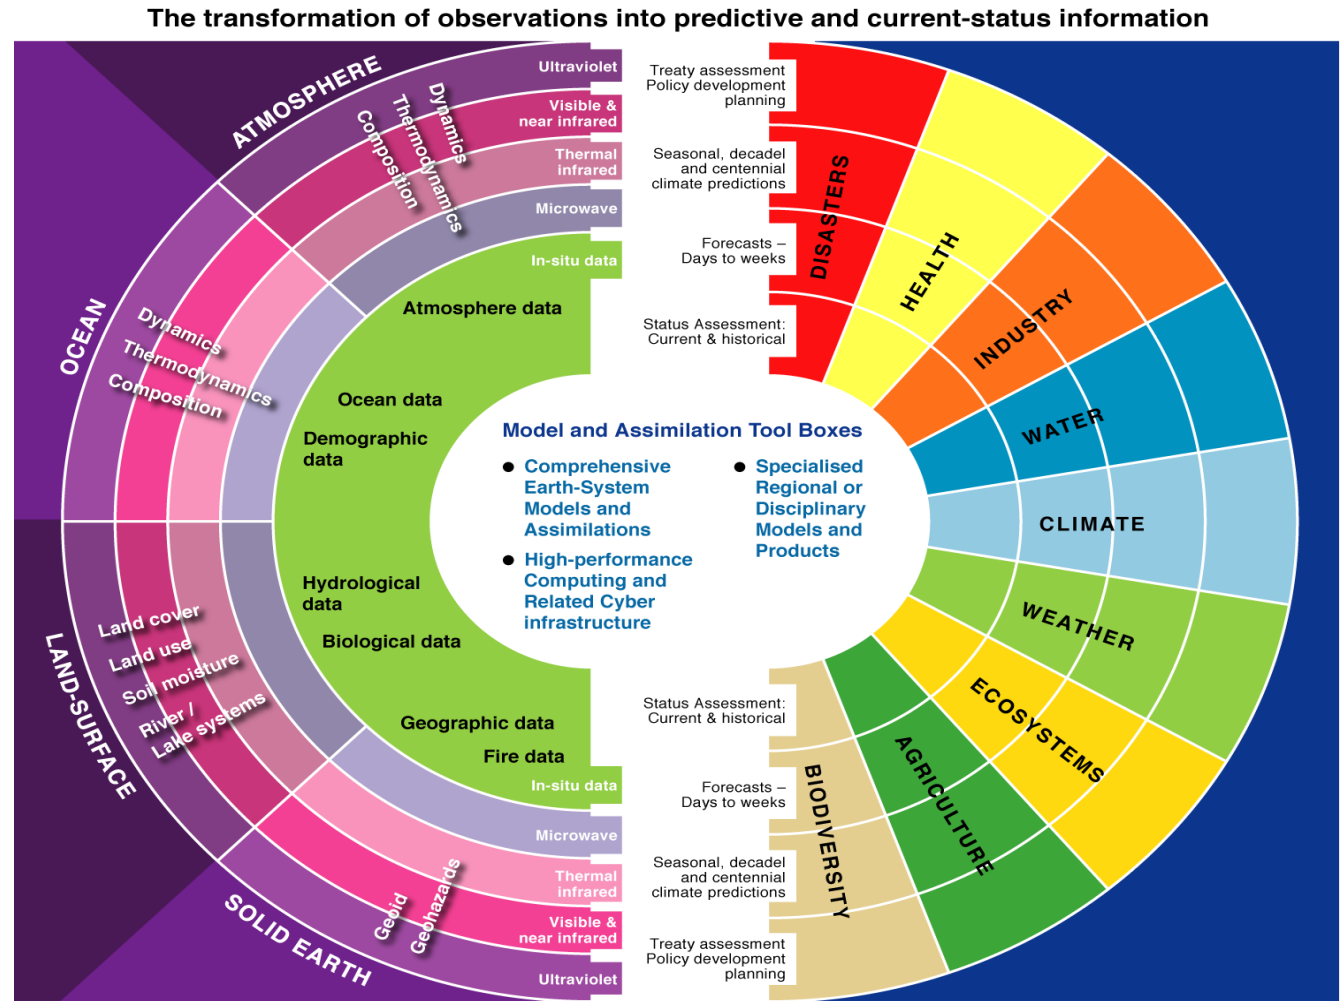 The transformation of observations into predictive and current-status information
ATMOSPHERE
OCEAN
LAND-SURFACE
SOLID EARTH
Ultraviolet
Visible &
near infrared
Thermal
infrared
Microwave
In-situ data
Dynamics
Thermodynamics
Composition
Dynamics
Thermodynamics
Composition
Land cover
Land use
Soil moisture
River /
Lake systems
Geoid
Geohazards
Atmosphere data
Ocean data
Demographic
data
Hydrological
data
Biological data
Geographic data
Fire data
In-situ data
Microwave
Thermal
infrared
Visible &
near infrared
Ultraviolet
Model and Assimilation Tool Boxes
● Comprehensive
Earth-System
Models and
Assimilations
● High-performance
Computing and
Related Cyber
infrastructure
● Specialised
Regional or
Disciplinary
Models and
Products
Treaty assessment
Policy development
planning
Seasonal, decadel
and centennial
climate predictions
Forecasts –
Days to weeks
Status Assessment:
Current & historical
DISASTERS
HEALTH
INDUSTRY
WATER
CLIMATE
WEATHER
ECOSYSTEMS
AGRICULTURE
BIODIVERSITY
Status Assessment:
Current & historical
Forecasts –
Days to weeks
Seasonal, decadel
and centennial
climate predictions
Treaty assessment
Policy development
planning